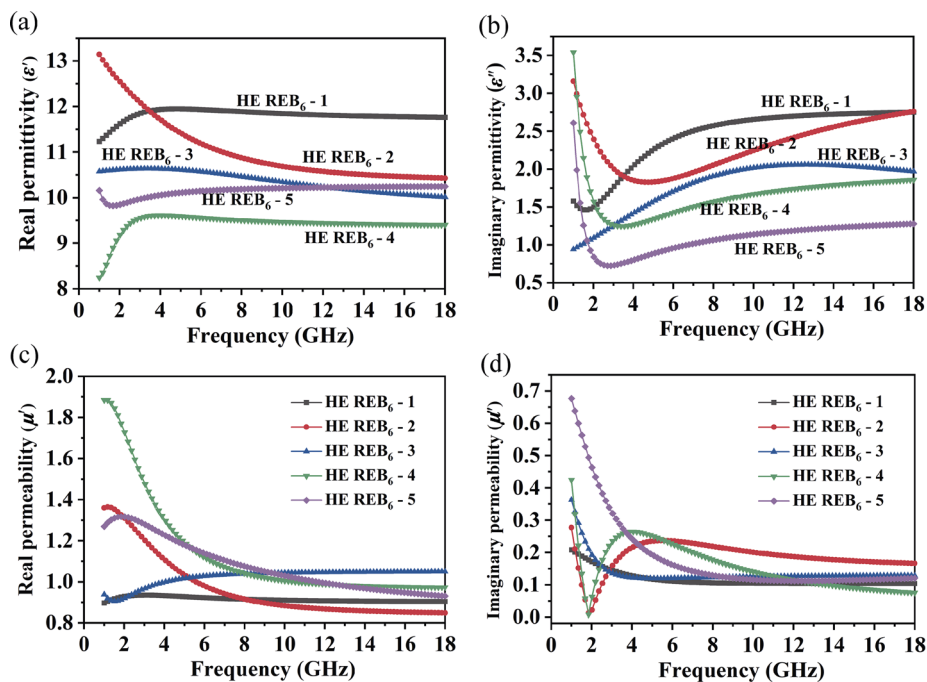 (a)
Real permittivity (ε′)
13
12
11
10
9
8
HE REB₆ - 1
HE REB₆ - 3
HE REB₆ - 2
HE REB₆ - 5
HE REB₆ - 4
0 2 4 6 8 10 12 14 16 18
Frequency (GHz)
(b)
Imaginary permittivity (ε″)
3.5
3.0
2.5
2.0
1.5
1.0
0.5
HE REB₆ - 1
HE REB₆ - 2
HE REB₆ - 3
HE REB₆ - 4
HE REB₆ - 5
0 2 4 6 8 10 12 14 16 18
Frequency (GHz)
(c)
Real permeability (μ′)
2.0
1.8
1.6
1.4
1.2
1.0
0.8
HE REB₆ - 1
HE REB₆ - 2
HE REB₆ - 3
HE REB₆ - 4
HE REB₆ - 5
0 2 4 6 8 10 12 14 16 18
Frequency (GHz)
(d)
Imaginary permeability (μ″)
0.7
0.6
0.5
0.4
0.3
0.2
0.1
0.0
HE REB₆ - 1
HE REB₆ - 2
HE REB₆ - 3
HE REB₆ - 4
HE REB₆ - 5
0 2 4 6 8 10 12 14 16 18
Frequency (GHz)